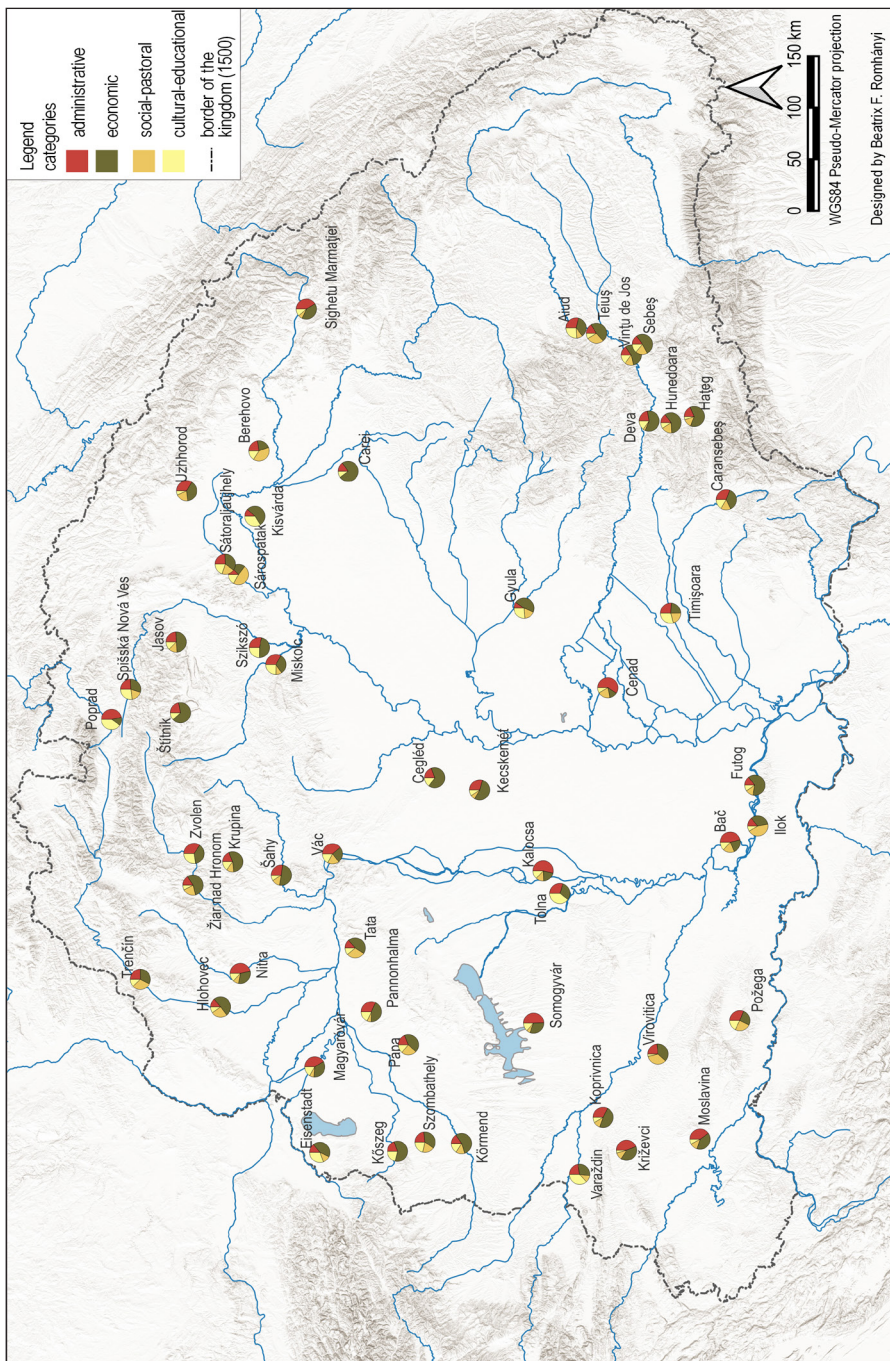 Legend
categories
administrative
economic
social-pastoral
cultural-educational
border of the
kingdom (1500)
Poprad
Spišská Nová Ves
Štítnik
Jasov
Uzhhorod
Trenčín
Žiar nad Hronom
Zvolen
Krupina
Sátoraljaújhely
Sárospatak
Berehovo
Kisvárda
Hlohovec
Nitra
Šahy
Szikszó
Miskolc
Sighetu Marmației
Eisenstadt
Magyaróvár
Vác
Carei
Tata
Pannonhalma
Kőszeg
Pápa
Szombathely
Körmend
Cegléd
Kecskemét
Gyula
Somogyvár
Tolna
Kalocsa
Aiud
Teiuș
Vințu de Jos
Sebeș
Varaždin
Koprivnica
Križevci
Virovitica
Cenad
Deva
Hunedoara
Hațeg
Timișoara
Caransebeș
Moslavina
Požega
Bač
Ilok
Futog
0 50 100 150 km
WGS84 Pseudo-Mercator projection
Designed by Beatrix F. Romhányi